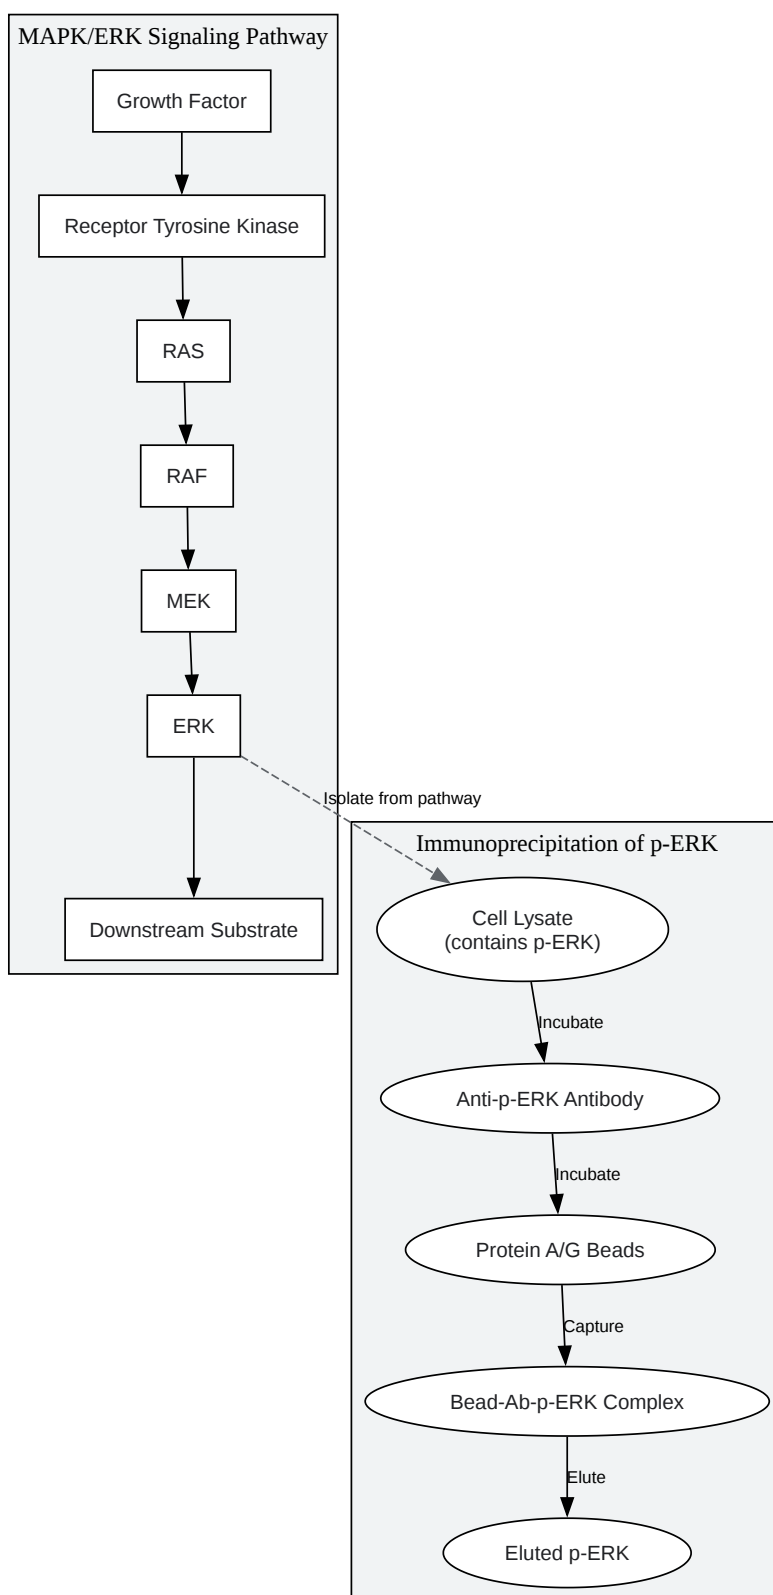 MAPK/ERK Signaling Pathway
Growth Factor
Receptor Tyrosine Kinase
RAS
RAF
MEK
ERK
Isolate from pathway
Downstream Substrate
Immunoprecipitation of p-ERK
Cell Lysate
(contains p-ERK)
Incubate
Anti-p-ERK Antibody
Incubate
Protein A/G Beads
Capture
Bead-Ab-p-ERK Complex
Elute
Eluted p-ERK